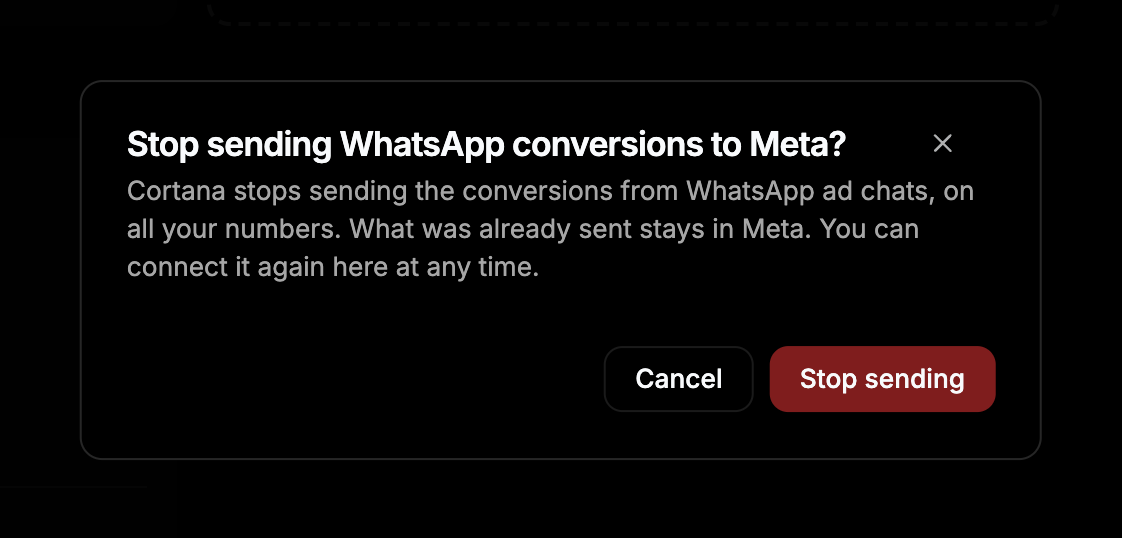 Stop sending WhatsApp conversions to Meta?
Cortana stops sending the conversions from WhatsApp ad chats, on
all your numbers. What was already sent stays in Meta. You can
connect it again here at any time.
Cancel
Stop sending